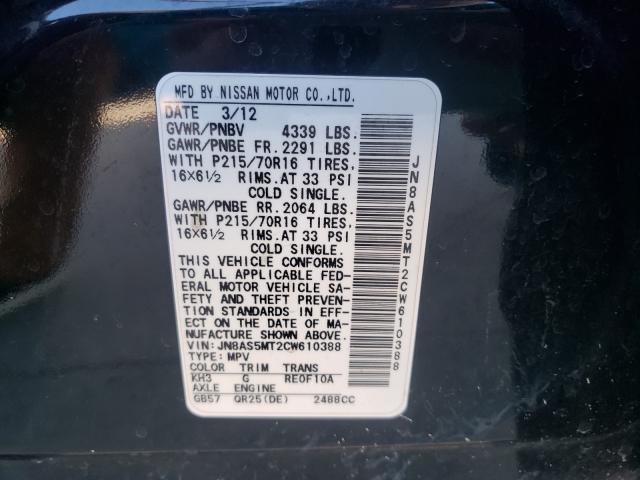 MFD BY NISSAN MOTOR CO.,LTD.
DATE 3/12
GVWR/PNBV 4339 LBS.
GAWR/PNBE FR. 2291 LBS.
WITH P215/70R16 TIRES,
16X6½ RIMS.AT 33 PSI
COLD SINGLE.
GAWR/PNBE RR. 2064 LBS.
WITH P215/70R16 TIRES,
16X6½ RIMS.AT 33 PSI
COLD SINGLE.
THIS VEHICLE CONFORMS
TO ALL APPLICABLE FED-
ERAL MOTOR VEHICLE SA-
FETY AND THEFT PREVEN-
TION STANDARDS IN EFF-
ECT ON THE DATE OF MA-
NUFACTURE SHOWN ABOVE.
VIN: JN8AS5MT2CW610388
TYPE: MPV
COLOR TRIM TRANS
KH3 G RE0F10A
AXLE ENGINE
GB57 QR25(DE) 2488CC
JN8AS5MT2CW610388